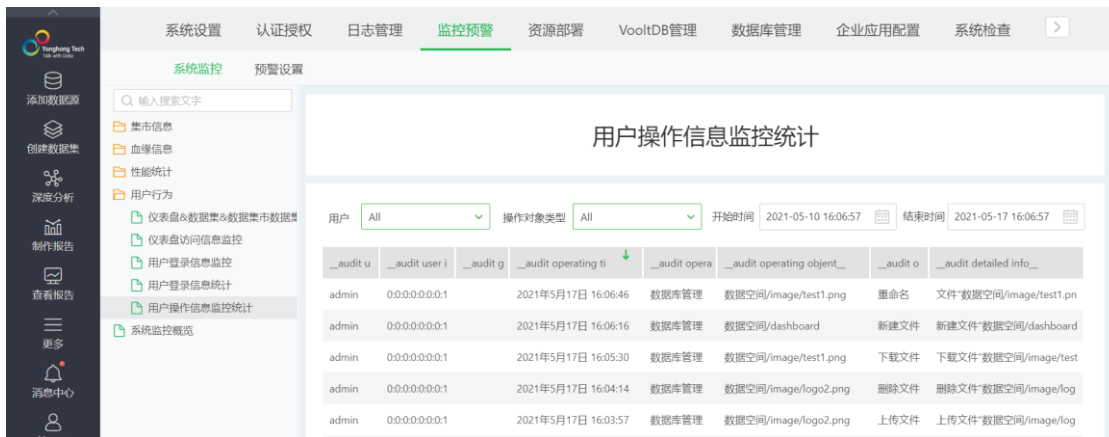 Yonghong Tech
Talk with Data
添加数据源
创建数据集
深度分析
制作报告
查看报告
更多
消息中心
系统设置 认证授权 日志管理 监控预警 资源部署 VooltDB管理 数据库管理 企业应用配置 系统检查
系统监控 预警设置
输入搜索文字
集市信息
血缘信息
性能统计
用户行为
仪表盘&数据集&数据集市数据集
仪表盘访问信息监控
用户登录信息监控
用户登录信息统计
用户操作信息监控统计
系统监控概览
用户操作信息监控统计
用户 All 操作对象类型 All 开始时间 2021-05-10 16:06:57 结束时间 2021-05-17 16:06:57
__audit u __audit user i __audit g __audit operating ti __audit opera __audit operating objent__ __audit o __audit detailed info__
admin 0:0:0:0:0:0:0:1 2021年5月17日 16:06:46 数据库管理 数据空间/image/test1.png 重命名 文件"数据空间/image/test1.pn
admin 0:0:0:0:0:0:0:1 2021年5月17日 16:06:16 数据库管理 数据空间/dashboard 新建文件 新建文件"数据空间/dashboard
admin 0:0:0:0:0:0:0:1 2021年5月17日 16:05:30 数据库管理 数据空间/image/test1.png 下载文件 下载文件"数据空间/image/test
admin 0:0:0:0:0:0:0:1 2021年5月17日 16:04:14 数据库管理 数据空间/image/logo2.png 删除文件 删除文件"数据空间/image/log
admin 0:0:0:0:0:0:0:1 2021年5月17日 16:03:57 数据库管理 数据空间/image/logo2.png 上传文件 上传文件"数据空间/image/log